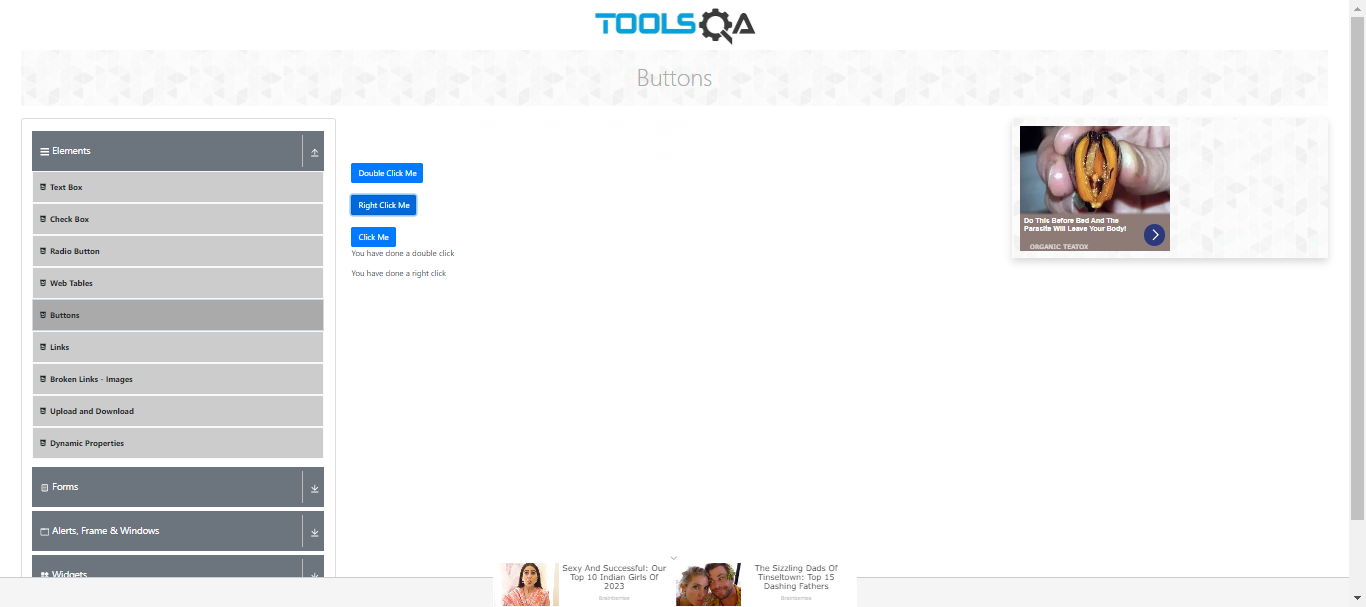 TOOLSQA
Buttons
Elements
Text Box
Check Box
Radio Button
Web Tables
Buttons
Links
Broken Links - Images
Upload and Download
Dynamic Properties
Forms
Alerts, Frame & Windows
Widgets
Double Click Me
Right Click Me
Click Me
You have done a double click
You have done a right click
Do This Before Bed And The
Parasite Will Leave Your Body!
ORGANIC TEATOX
Sexy And Successful: Our
Top 10 Indian Girls Of
2023
Brainberries
The Sizzling Dads Of
Tinseltown: Top 15
Dashing Fathers
Brainberries